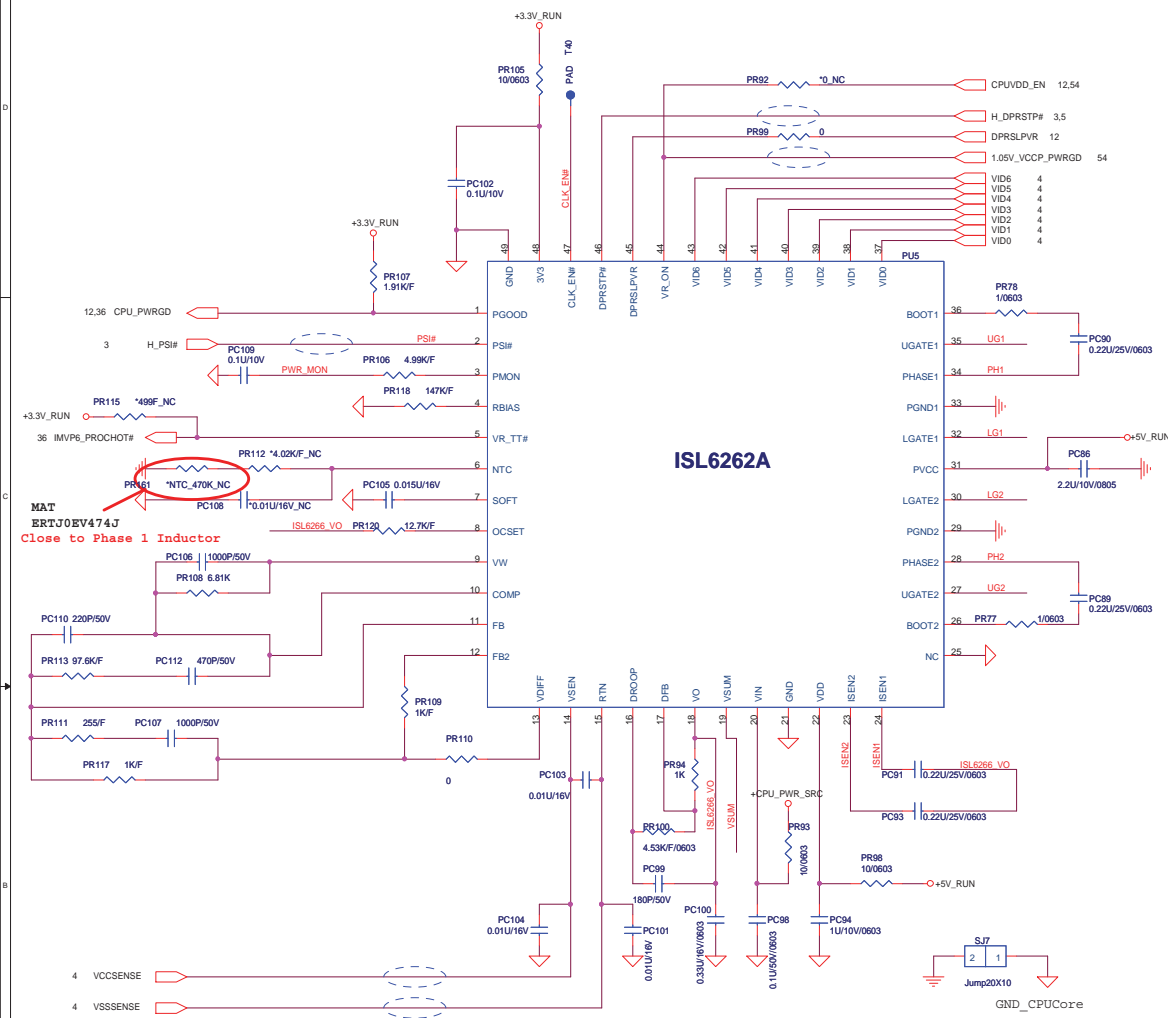 +3.3V_RUN
PR105
10/0603
PAD T40
PR92 *0_NC
CPUVDD_EN 12,54
H_DPRSTP# 3,5
PR99 0
DPRSLPVR 12
1.05V_VCCP_PWRGD 54
VID6 4
VID5 4
VID4 4
VID3 4
VID2 4
VID1 4
VID0 4
D
PC102
0.1U/10V
CLK_EN#
+3.3V_RUN
PR107
1.91K/F
49 48 47 46 45 44 43 42 41 40 39 38 37
GND 3V3 CLK_EN# DPRSTP# DPRSLPVR VR_ON VID6 VID5 VID4 VID3 VID2 VID1 VID0
PU5
12,36 CPU_PWRGD
1 PGOOD
3 H_PSI#
PSI#
2 PSI#
PC109
0.1U/10V
PWR_MON
PR106 4.99K/F
3 PMON
PR118 147K/F
4 RBIAS
PR115 *499F_NC
+3.3V_RUN
36 IMVP6_PROCHOT#
5 VR_TT#
PR112 *4.02K/F_NC
6 NTC
PR161 *NTC_470K_NC
PC108 *0.01U/16V_NC
PC105 0.015U/16V
7 SOFT
C
MAT
ERTJ0EV474J
Close to Phase 1 Inductor
ISL6266_VO PR120 12.7K/F
8 OCSET
PC106 1000P/50V
9 VW
PR108 6.81K
10 COMP
PC110 220P/50V
11 FB
PR113 97.6K/F PC112 470P/50V
12 FB2
ISL6262A
BOOT1 36
PR78
1/0603
UGATE1 35 UG1
PC90
0.22U/25V/0603
PHASE1 34 PH1
PGND1 33
LGATE1 32 LG1
+5V_RUN
PVCC 31
PC86
2.2U/10V/0805
LGATE2 30 LG2
PGND2 29
PHASE2 28 PH2
UGATE2 27 UG2
PC89
0.22U/25V/0603
BOOT2 26 PR77 1/0603
NC 25
VDIFF VSEN RTN DROOP DFB VO VSUM VIN GND VDD ISEN2 ISEN1
13 14 15 16 17 18 19 20 21 22 23 24
PR109
1K/F
PR111 255/F PC107 1000P/50V
PR117 1K/F
PR110
0
PC103
0.01U/16V
PR94
1K
ISL6266_VO
VSUM
+CPU_PWR_SRC
PR93
10/0603
ISEN2
ISEN1
ISL6266_VO
PC91 0.22U/25V/0603
PC93 0.22U/25V/0603
PR100
4.53K/F/0603
PC99
180P/50V
PR98
10/0603
+5V_RUN
B
PC104
0.01U/16V
PC101
0.01U/16V
PC100
0.33U/16V/0603
PC98
0.1U/50V/0603
PC94
1U/10V/0603
SJ7
2 1
Jump20X10
GND_CPUCore
4 VCCSENSE
4 VSSSENSE